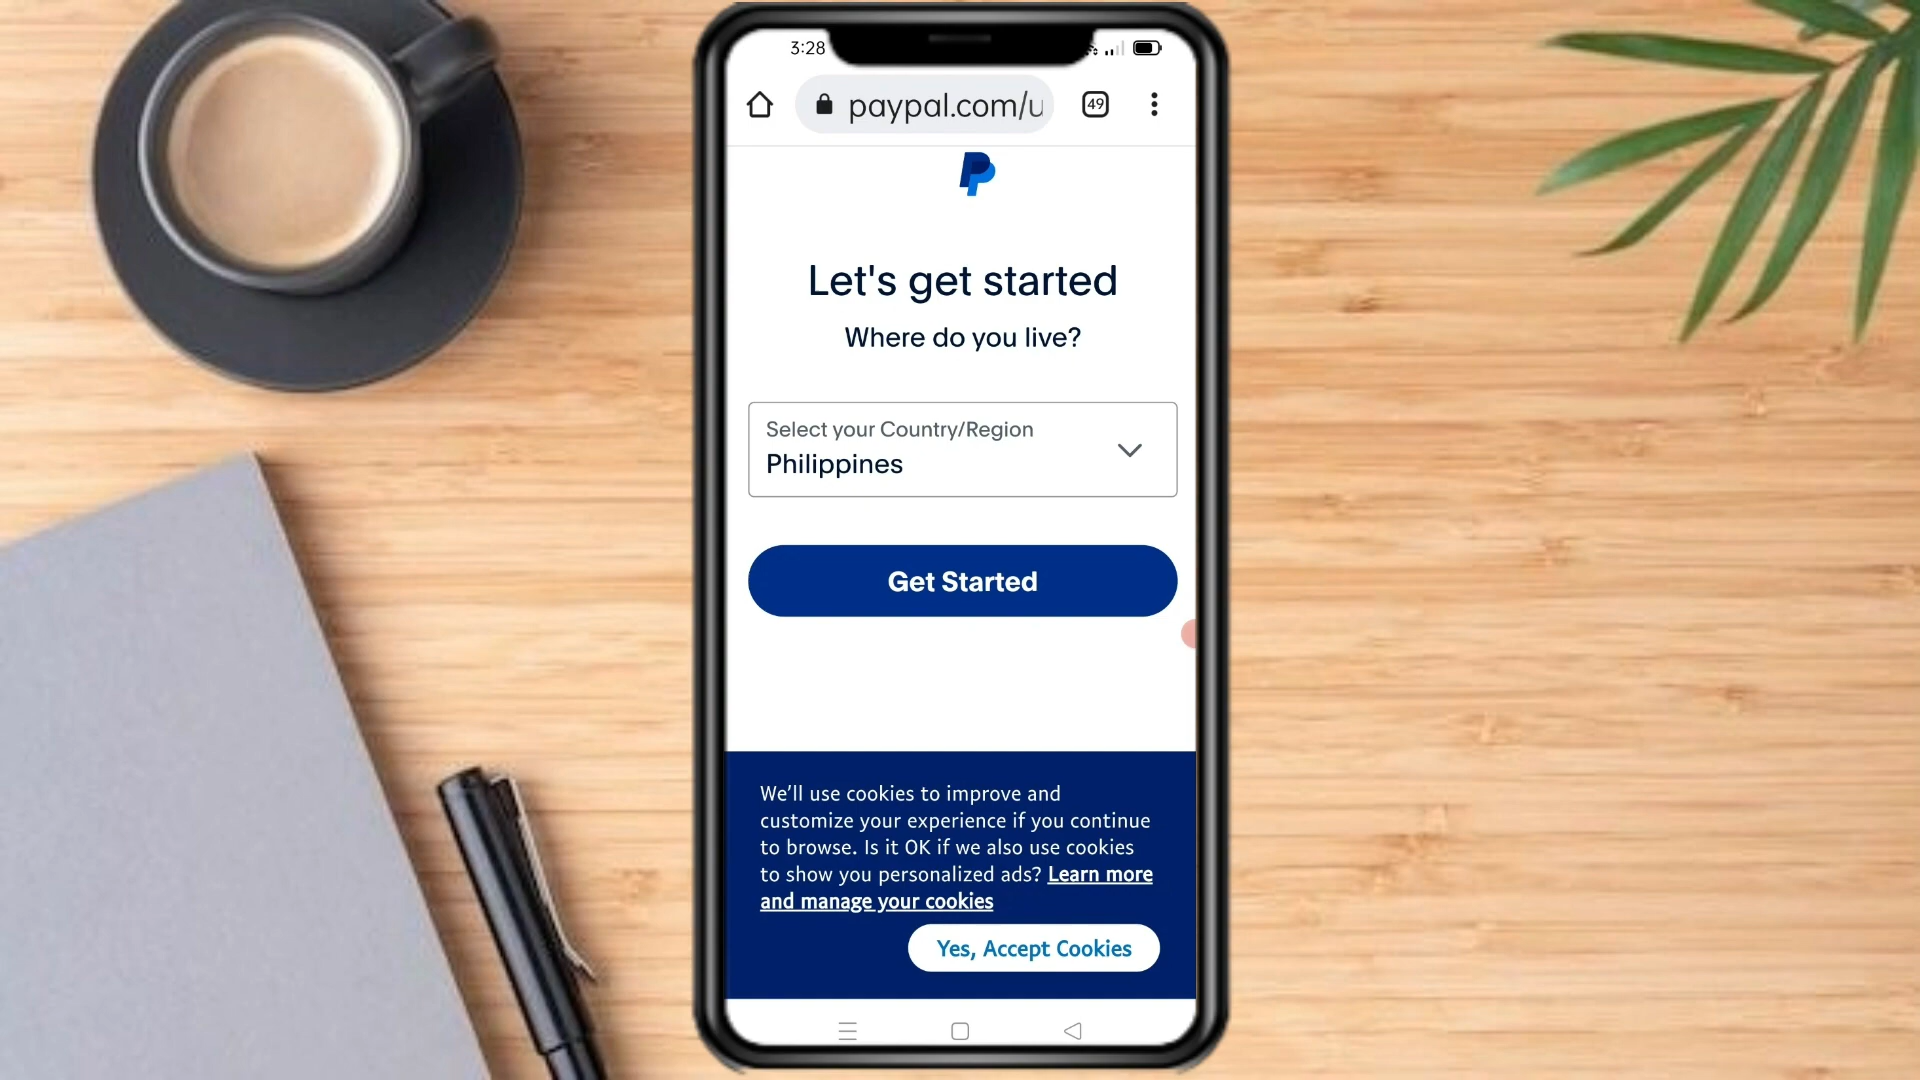 3:28
paypal.com/u
49
Let's get started
Where do you live?
Select your Country/Region
Philippines
Get Started
We'll use cookies to improve and
customize your experience if you continue
to browse. Is it OK if we also use cookies
to show you personalized ads? Learn more
and manage your cookies
Yes, Accept Cookies